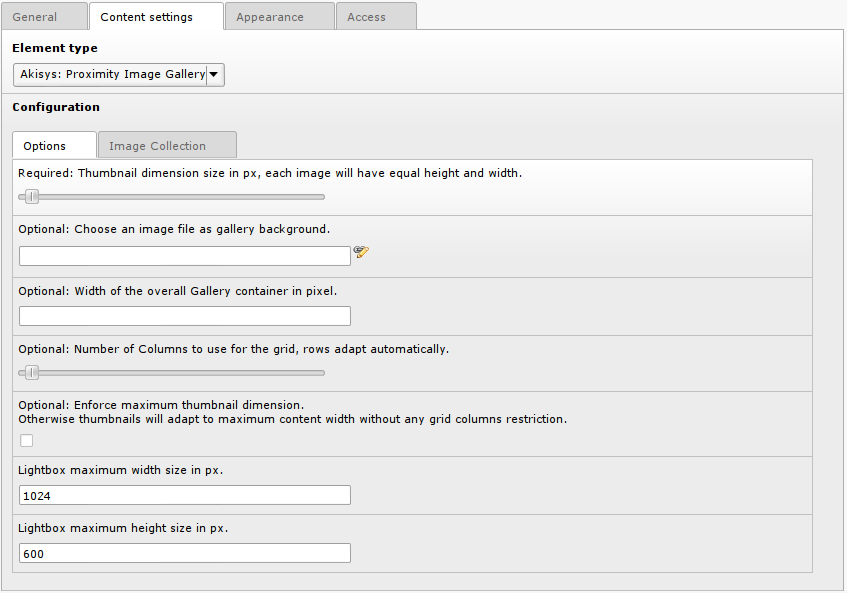 General
Content settings
Appearance
Access
Element type
Akisys: Proximity Image Gallery
Configuration
Options
Image Collection
Required: Thumbnail dimension size in px, each image will have equal height and width.
Optional: Choose an image file as gallery background.
Optional: Width of the overall Gallery container in pixel.
Optional: Number of Columns to use for the grid, rows adapt automatically.
Optional: Enforce maximum thumbnail dimension.
Otherwise thumbnails will adapt to maximum content width without any grid columns restriction.
Lightbox maximum width size in px.
1024
Lightbox maximum height size in px.
600